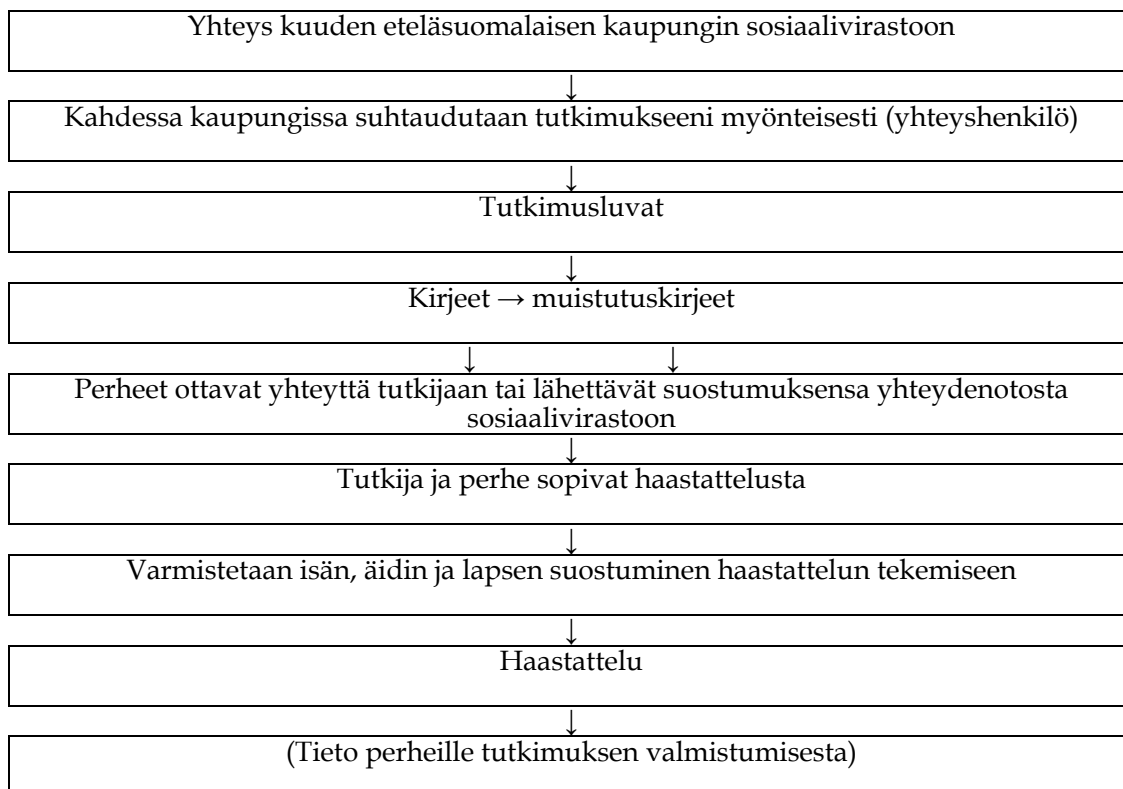 Yhteys kuuden eteläsuomalaisen kaupungin sosiaalivirastoon
↓
Kahdessa kaupungissa suhtaudutaan tutkimukseni myönteisesti (yhteyshenkilö)
↓
Tutkimusluvat
↓
Kirjeet → muistutuskirjeet
↓ ↓
Perheet ottavat yhteyttä tutkijaan tai lähettävät suostumuksensa yhteydenotosta
sosiaalivirastoon
↓
Tutkija ja perhe sopivat haastattelusta
↓
Varmistetaan isän, äidin ja lapsen suostuminen haastattelun tekemiseen
↓
Haastattelu
↓
(Tieto perheille tutkimuksen valmistumisesta)